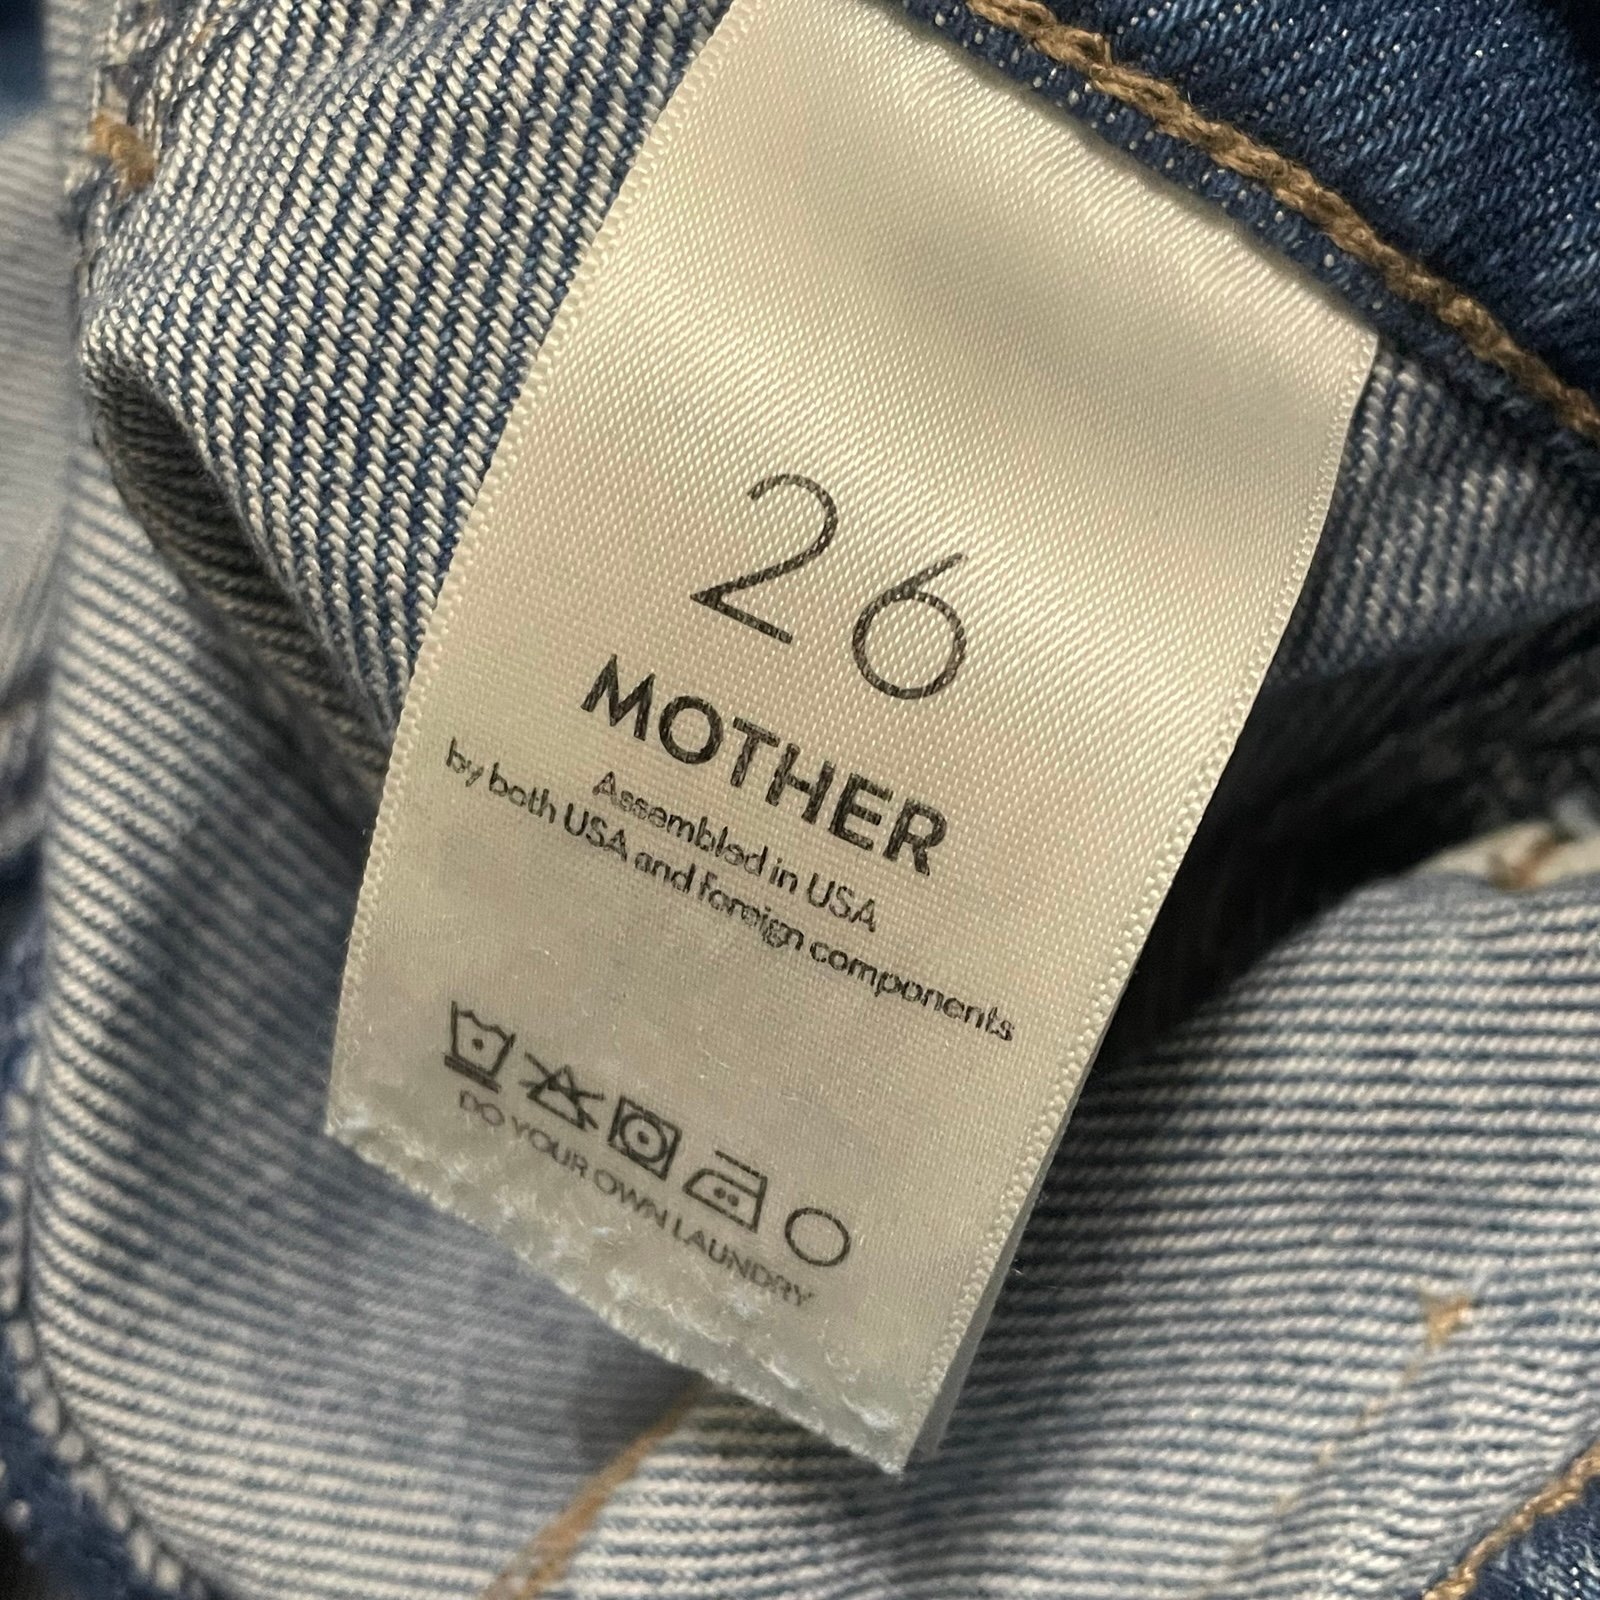 26
MOTHER
Assembled in USA
by both USA and foreign components
DO YOUR OWN LAUNDRY